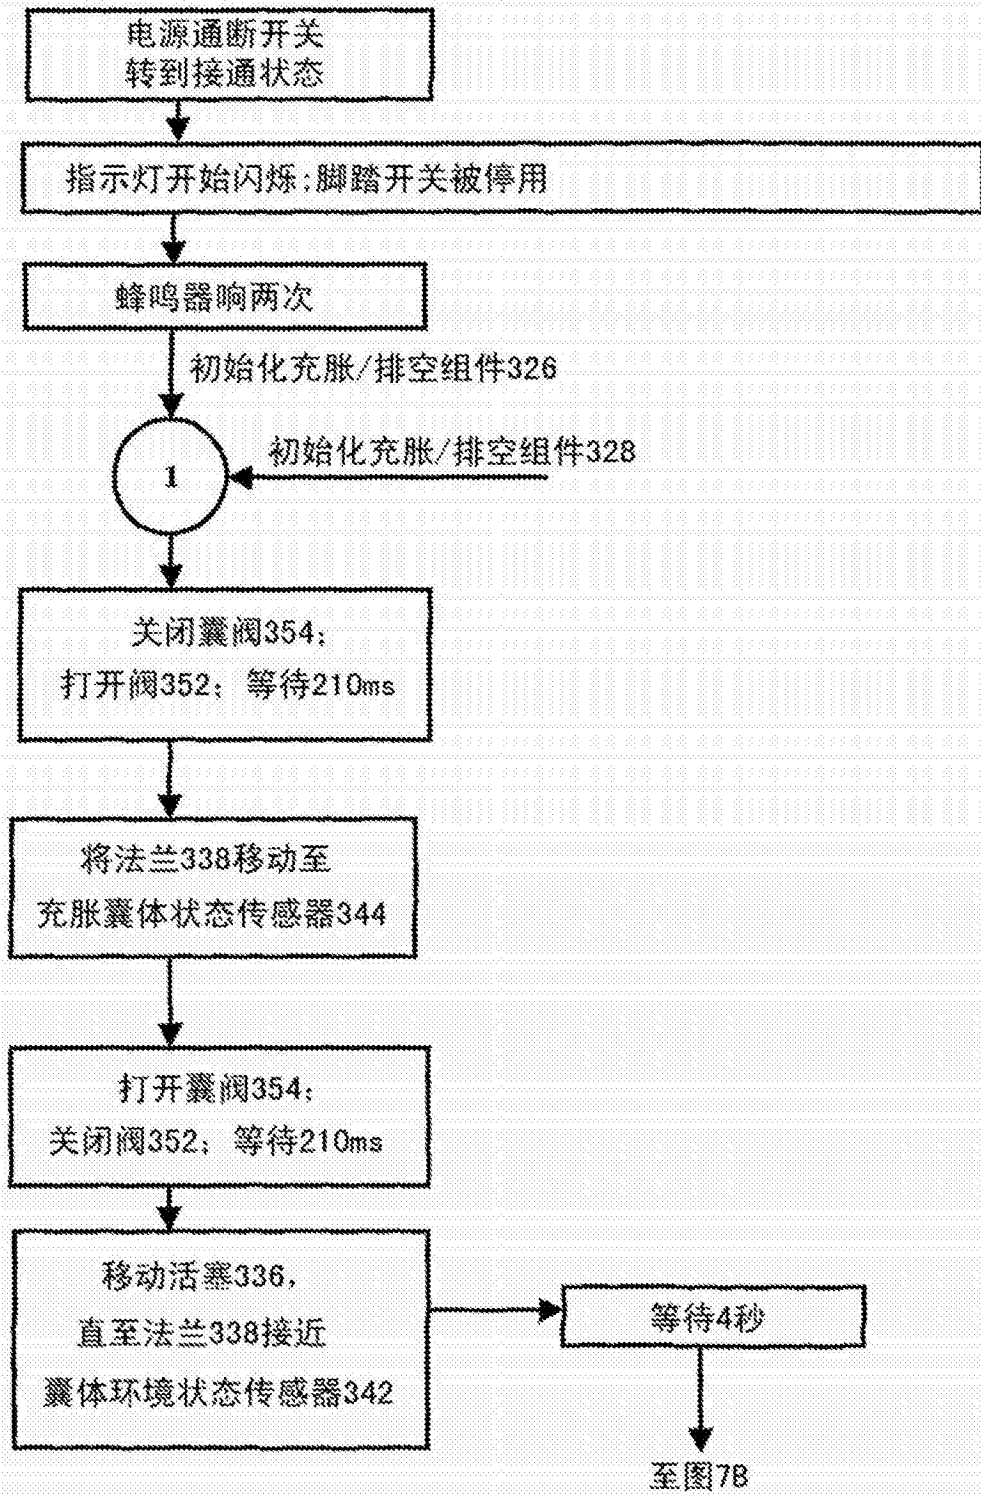 电源通断开关
转到接通状态
指示灯开始闪烁;脚踏开关被停用
蜂鸣器响两次
初始化充胀/排空组件326
1
初始化充胀/排空组件328
关闭囊阀354;
打开阀352; 等待210ms
将法兰338移动至
充胀囊体状态传感器344
打开囊阀354;
关闭阀352; 等待210ms
移动活塞336,
直至法兰338接近
囊体环境状态传感器342
等待4秒
至图7B